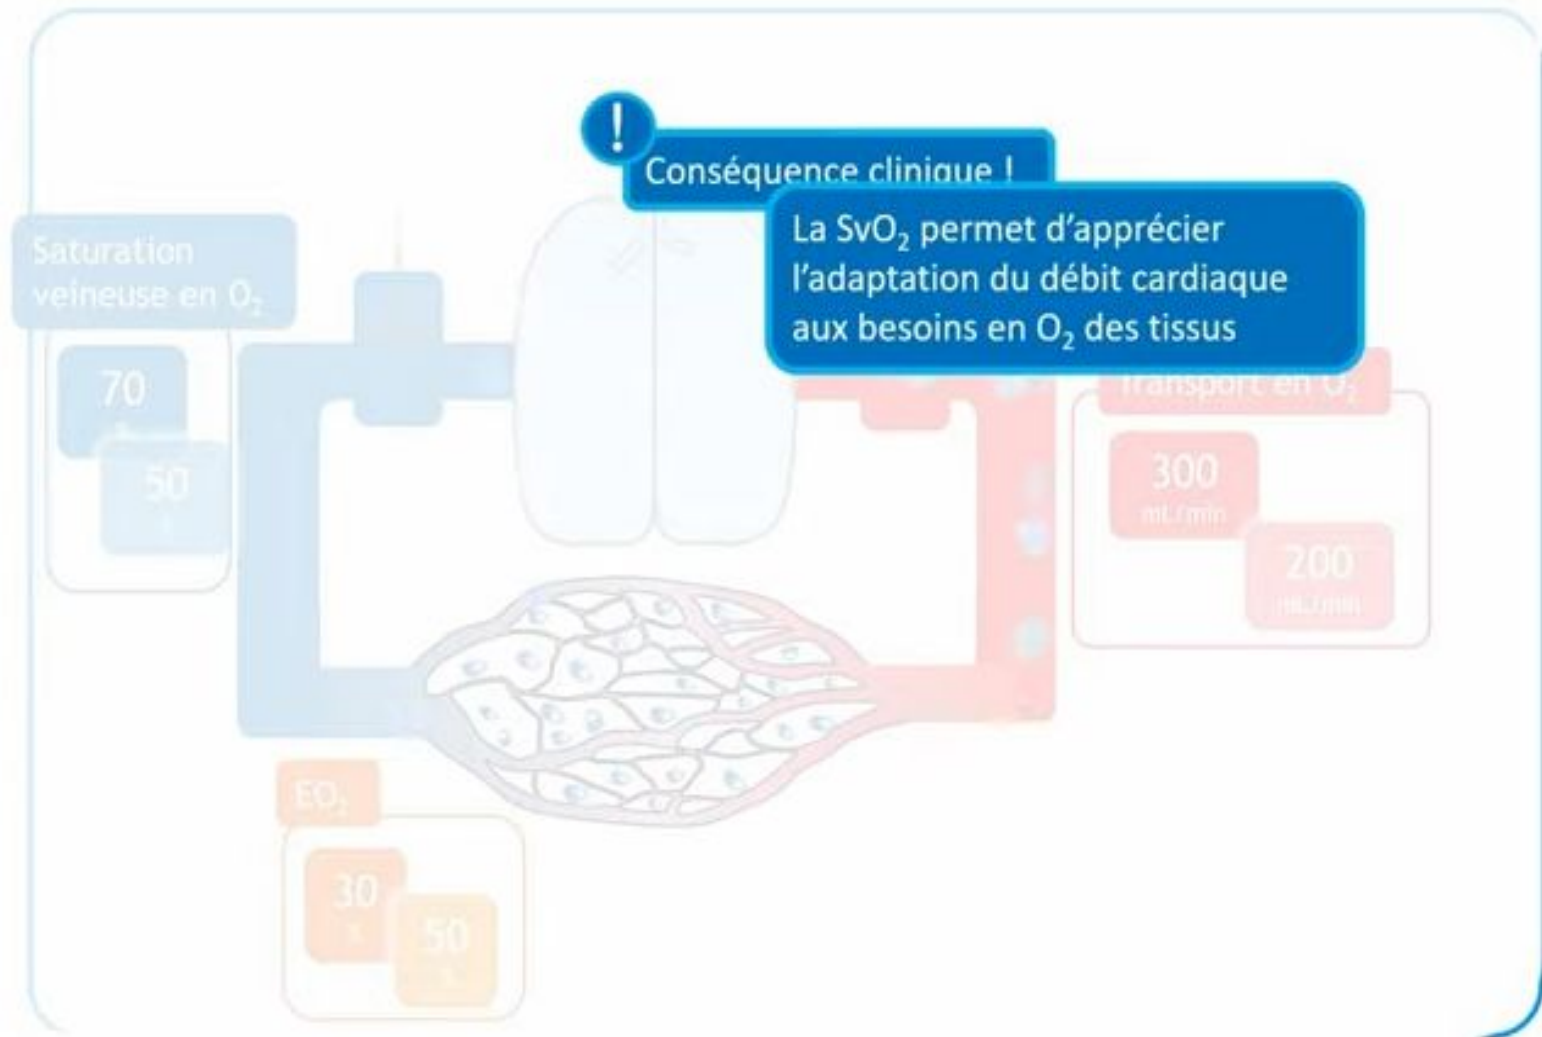 !
Conséquence clinique !
La SvO₂ permet d'apprécier
l'adaptation du débit cardiaque
aux besoins en O₂ des tissus
Saturation
veineuse en O₂
70
50
Transport en O₂
300
mL/min
200
mL/min
EO₂
30
%
50
%